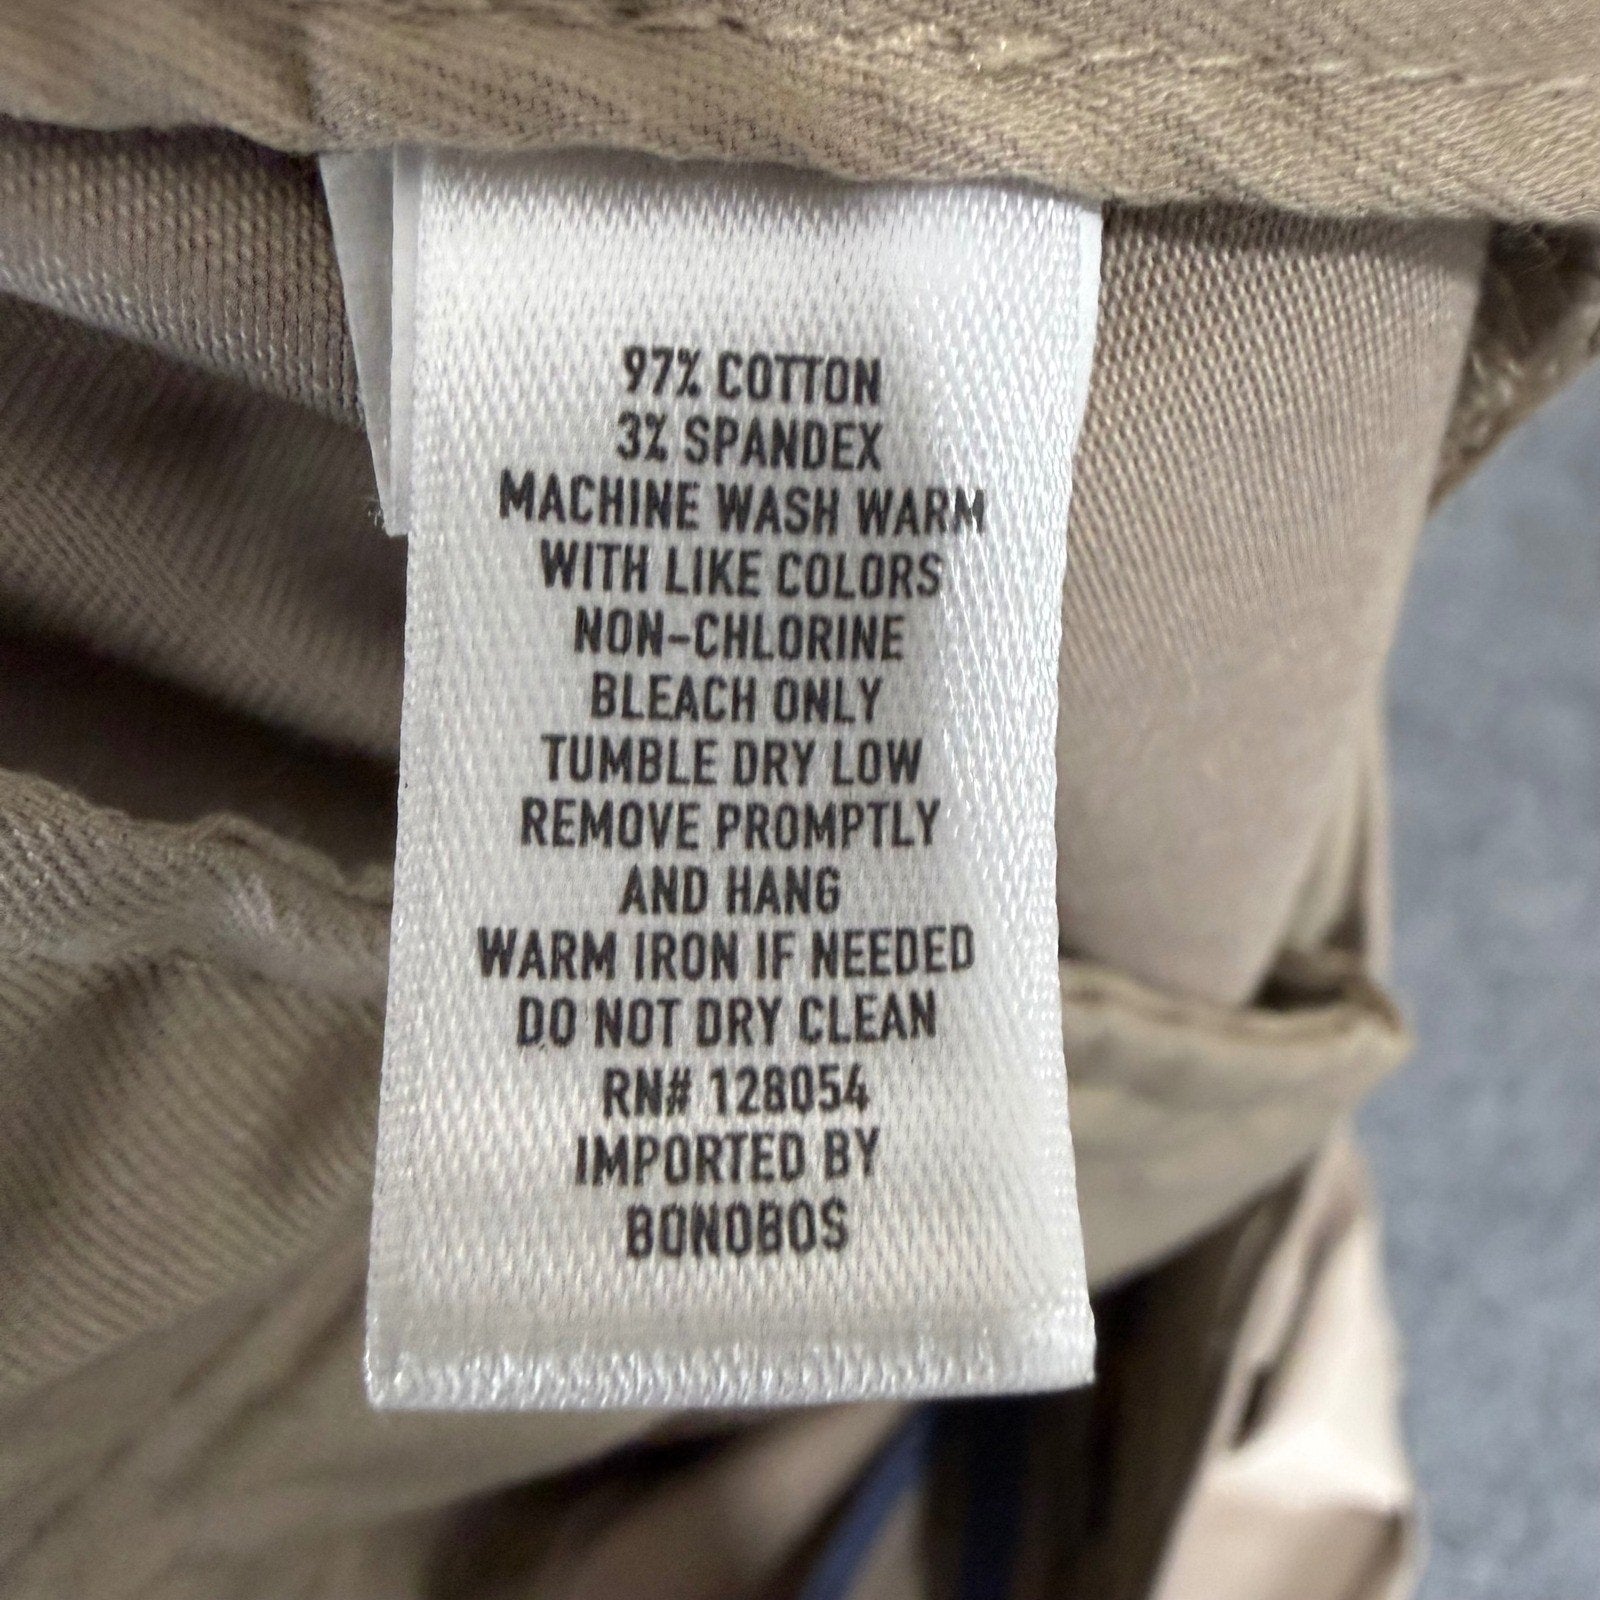 97% COTTON
3% SPANDEX
MACHINE WASH WARM
WITH LIKE COLORS
NON-CHLORINE
BLEACH ONLY
TUMBLE DRY LOW
REMOVE PROMPTLY
AND HANG
WARM IRON IF NEEDED
DO NOT DRY CLEAN
RN# 128054
IMPORTED BY
BONOBOS